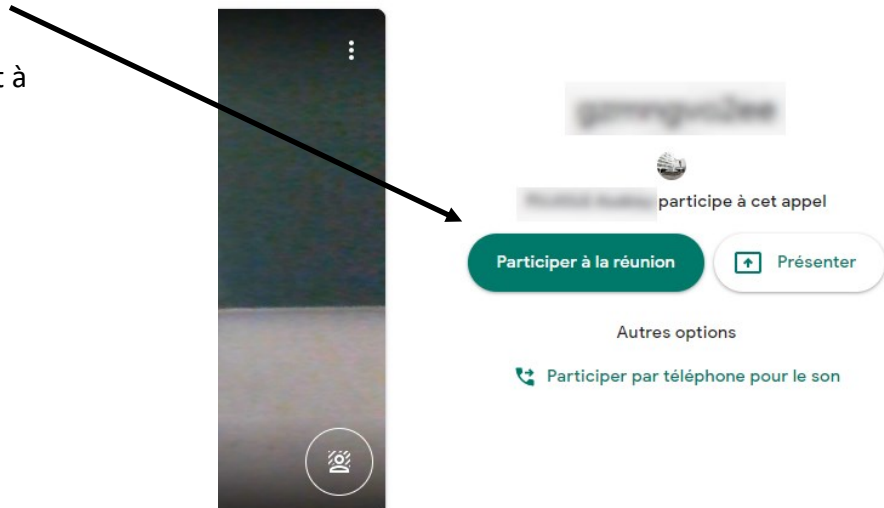 t à
participe à cet appel
Participer à la réunion
Présenter
Autres options
Participer par téléphone pour le son